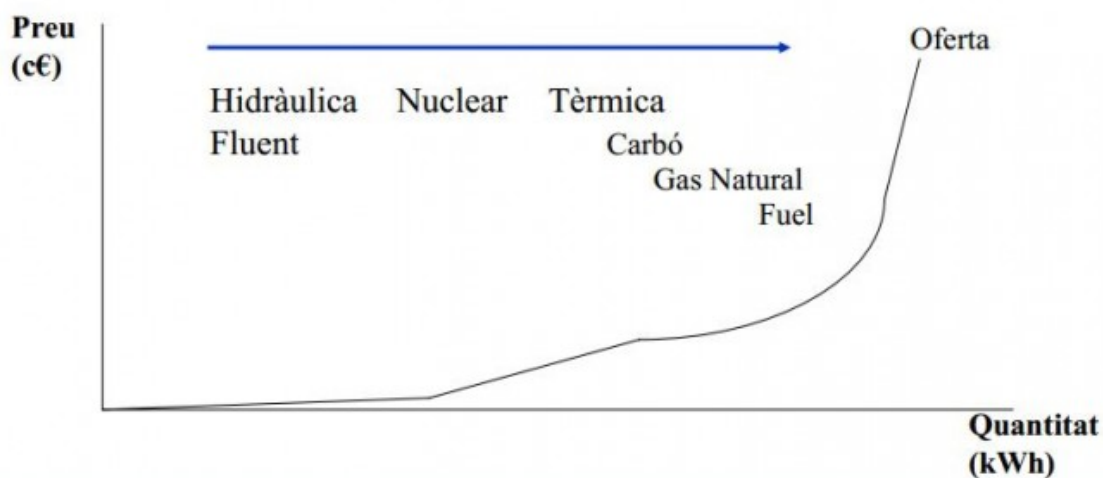 Preu
(c€)
Oferta
Hidràulica Nuclear Tèrmica
Fluent
Carbó
Gas Natural
Fuel
Quantitat
(kWh)